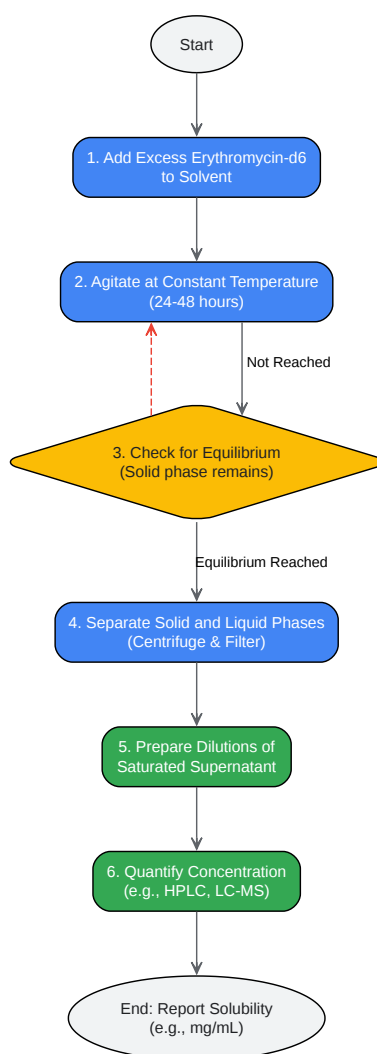 Start
1. Add Excess Erythromycin-d6
to Solvent
2. Agitate at Constant Temperature
(24-48 hours)
Not Reached
3. Check for Equilibrium
(Solid phase remains)
Equilibrium Reached
4. Separate Solid and Liquid Phases
(Centrifuge & Filter)
5. Prepare Dilutions of
Saturated Supernatant
6. Quantify Concentration
(e.g., HPLC, LC-MS)
End: Report Solubility
(e.g., mg/mL)